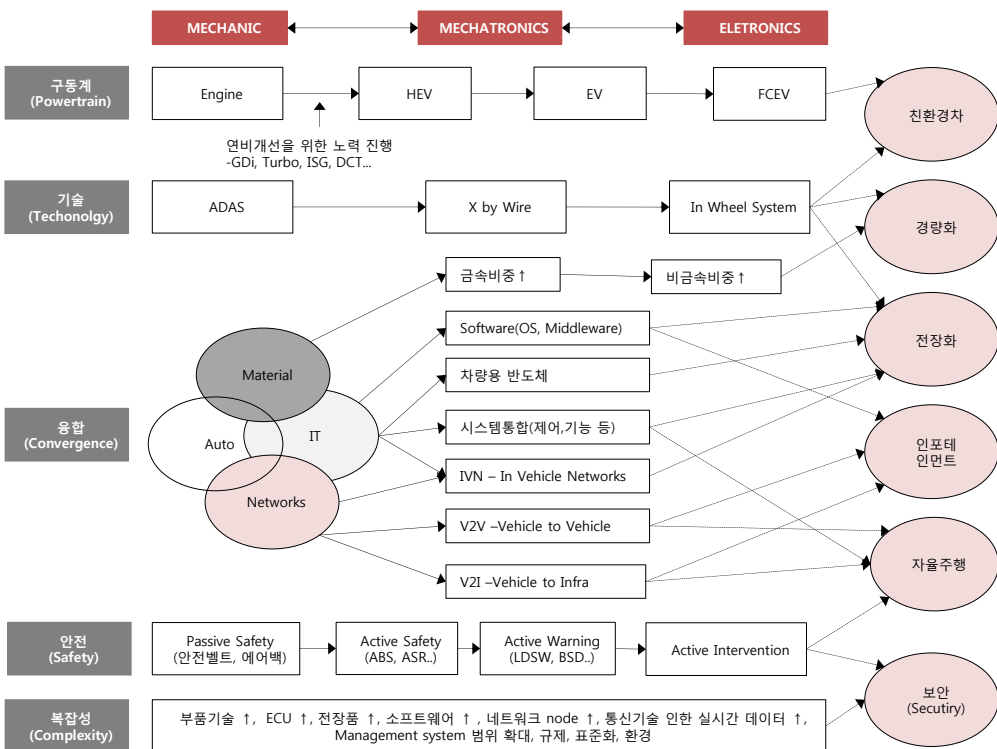 MECHANIC
MECHATRONICS
ELETRONICS
구동계
(Powertrain)
Engine
HEV
EV
FCEV
친환경차
연비개선을 위한 노력 진행
-GDi, Turbo, ISG, DCT...
기술
(Techonolgy)
ADAS
X by Wire
In Wheel System
경량화
금속비중↑
비금속비중↑
Software(OS, Middleware)
전장화
Material
차량용 반도체
융합
(Convergence)
Auto
IT
시스템통합(제어,기능 등)
인포테
인먼트
IVN – In Vehicle Networks
Networks
V2V –Vehicle to Vehicle
V2I –Vehicle to Infra
자율주행
안전
(Safety)
Passive Safety
(안전벨트, 에어백)
Active Safety
(ABS, ASR..)
Active Warning
(LDSW, BSD..)
Active Intervention
보안
(Secutiry)
복잡성
(Complexity)
부품기술 ↑, ECU ↑, 전장품 ↑, 소프트웨어 ↑ , 네트워크 node ↑, 통신기술 인한 실시간 데이터 ↑,
Management system 범위 확대, 규제, 표준화, 환경